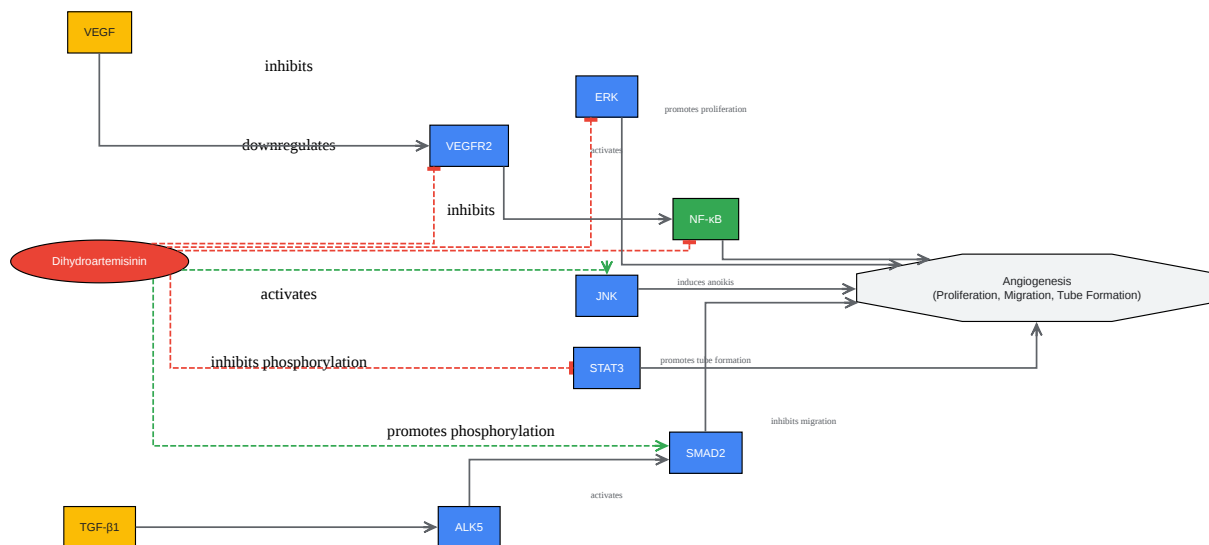 VEGF
inhibits
ERK
promotes proliferation
downregulates
VEGFR2
activates
inhibits
NF-κB
Dihydroartemisinin
Angiogenesis
(Proliferation, Migration, Tube Formation)
induces anoikis
activates
JNK
inhibits phosphorylation
STAT3
promotes tube formation
inhibits migration
promotes phosphorylation
SMAD2
activates
TGF-β1
ALK5